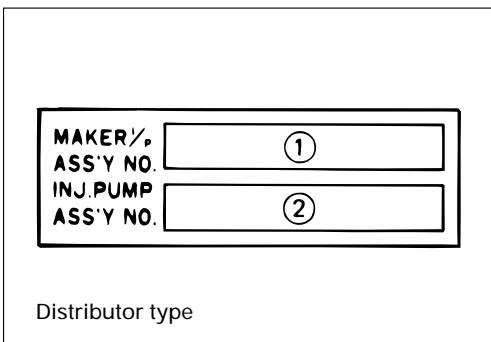 MAKER I/P ①
ASS'Y NO.
INJ.PUMP ②
ASS'Y NO.
Distributor type